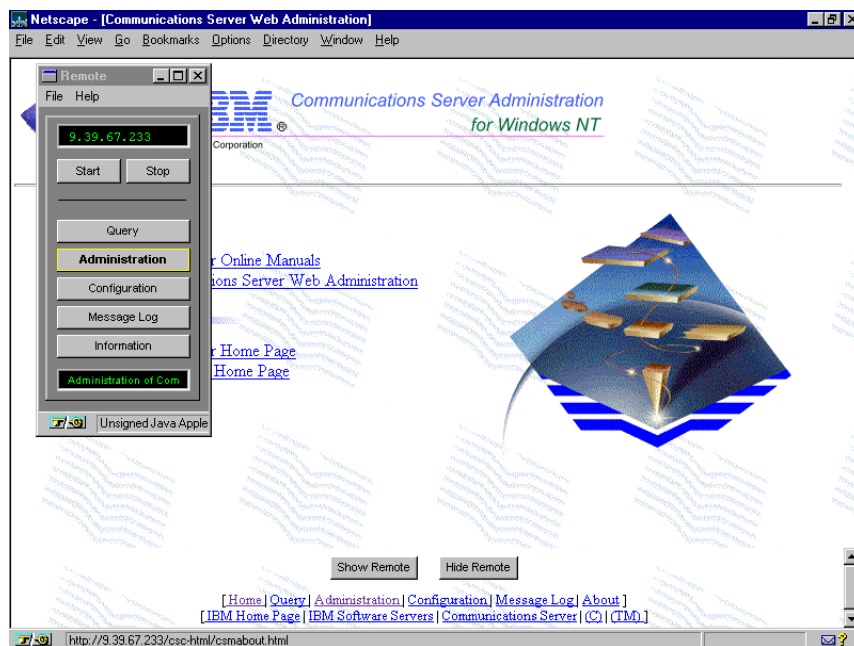 Netscape - [Communications Server Web Administration]
File Edit View Go Bookmarks Options Directory Window Help
Remote
File Help
9.39.67.233
Start Stop
Query
Administration
Configuration
Message Log
Information
Administration of Com
Unsigned Java Apple
IBM ®
Communications Server Administration
for Windows NT
Corporation
r Online Manuals
ions Server Web Administration
r Home Page
Home Page
Show Remote Hide Remote
[ Home | Query | Administration | Configuration | Message Log | About ]
[ IBM Home Page | IBM Software Servers | Communications Server | (C) | (TM) ]
http://9.39.67.233/csc-html/csmabout.html